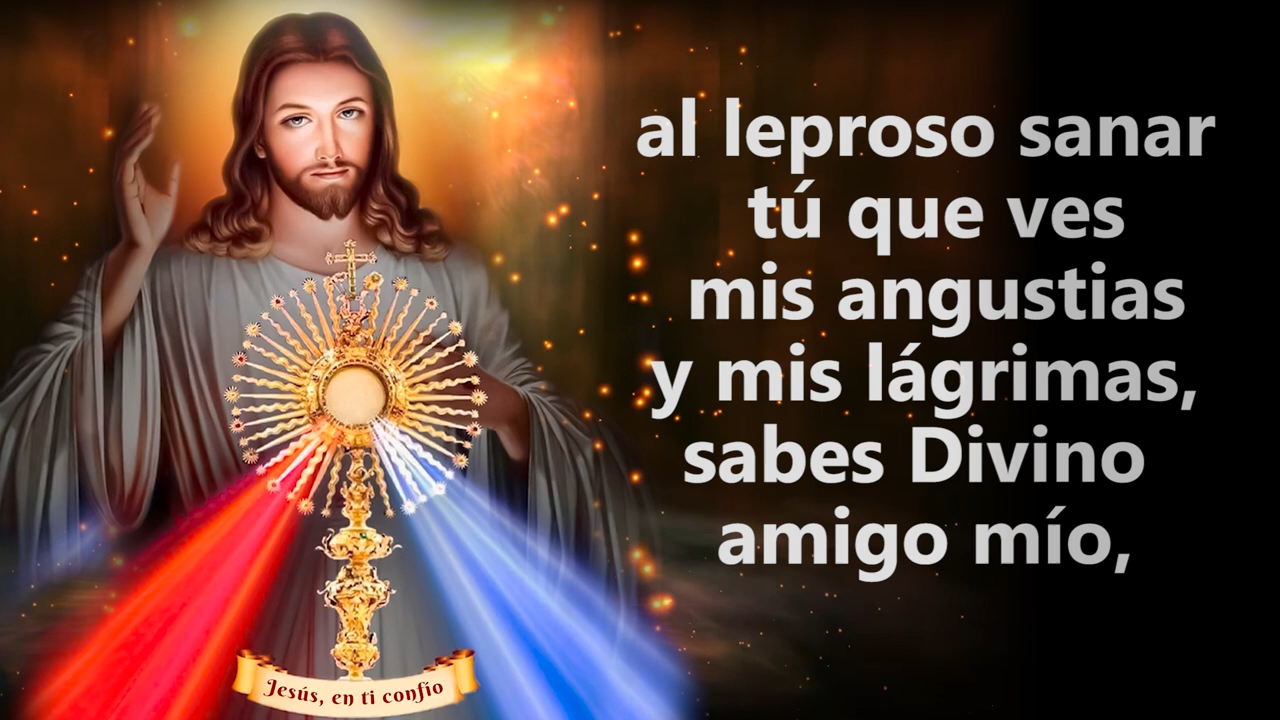 al leproso sanar
tú que ves
mis angustias
y mis lágrimas,
sabes Divino
amigo mío,
Jesús, en ti confío